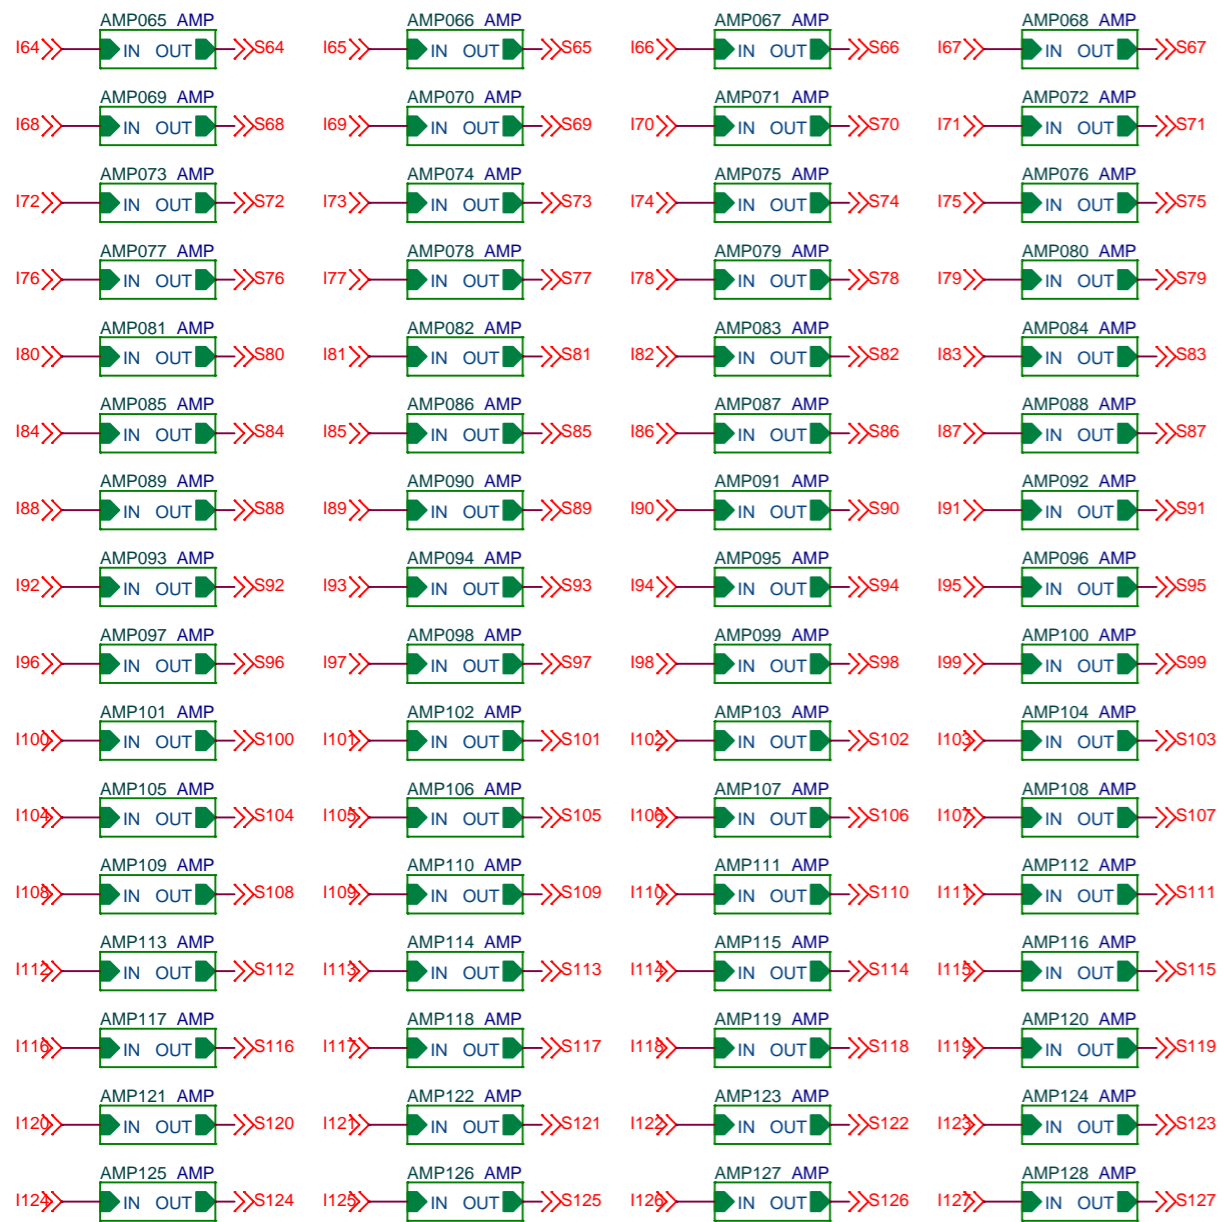 AMP065 AMP AMP066 AMP AMP067 AMP AMP068 AMP
I64 IN OUT S64 I65 IN OUT S65 I66 IN OUT S66 I67 IN OUT S67
AMP069 AMP AMP070 AMP AMP071 AMP AMP072 AMP
I68 IN OUT S68 I69 IN OUT S69 I70 IN OUT S70 I71 IN OUT S71
AMP073 AMP AMP074 AMP AMP075 AMP AMP076 AMP
I72 IN OUT S72 I73 IN OUT S73 I74 IN OUT S74 I75 IN OUT S75
AMP077 AMP AMP078 AMP AMP079 AMP AMP080 AMP
I76 IN OUT S76 I77 IN OUT S77 I78 IN OUT S78 I79 IN OUT S79
AMP081 AMP AMP082 AMP AMP083 AMP AMP084 AMP
I80 IN OUT S80 I81 IN OUT S81 I82 IN OUT S82 I83 IN OUT S83
AMP085 AMP AMP086 AMP AMP087 AMP AMP088 AMP
I84 IN OUT S84 I85 IN OUT S85 I86 IN OUT S86 I87 IN OUT S87
AMP089 AMP AMP090 AMP AMP091 AMP AMP092 AMP
I88 IN OUT S88 I89 IN OUT S89 I90 IN OUT S90 I91 IN OUT S91
AMP093 AMP AMP094 AMP AMP095 AMP AMP096 AMP
I92 IN OUT S92 I93 IN OUT S93 I94 IN OUT S94 I95 IN OUT S95
AMP097 AMP AMP098 AMP AMP099 AMP AMP100 AMP
I96 IN OUT S96 I97 IN OUT S97 I98 IN OUT S98 I99 IN OUT S99
AMP101 AMP AMP102 AMP AMP103 AMP AMP104 AMP
I100 IN OUT S100 I101 IN OUT S101 I102 IN OUT S102 I103 IN OUT S103
AMP105 AMP AMP106 AMP AMP107 AMP AMP108 AMP
I104 IN OUT S104 I105 IN OUT S105 I106 IN OUT S106 I107 IN OUT S107
AMP109 AMP AMP110 AMP AMP111 AMP AMP112 AMP
I108 IN OUT S108 I109 IN OUT S109 I110 IN OUT S110 I111 IN OUT S111
AMP113 AMP AMP114 AMP AMP115 AMP AMP116 AMP
I112 IN OUT S112 I113 IN OUT S113 I114 IN OUT S114 I115 IN OUT S115
AMP117 AMP AMP118 AMP AMP119 AMP AMP120 AMP
I116 IN OUT S116 I117 IN OUT S117 I118 IN OUT S118 I119 IN OUT S119
AMP121 AMP AMP122 AMP AMP123 AMP AMP124 AMP
I120 IN OUT S120 I121 IN OUT S121 I122 IN OUT S122 I123 IN OUT S123
AMP125 AMP AMP126 AMP AMP127 AMP AMP128 AMP
I124 IN OUT S124 I125 IN OUT S125 I126 IN OUT S126 I127 IN OUT S127